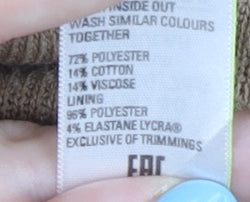 INSIDE OUT
WASH SIMILAR COLOURS
TOGETHER
72% POLYESTER
14% COTTON
14% VISCOSE
LINING
96% POLYESTER
4% ELASTANE LYCRA®
EXCLUSIVE OF TRIMMINGS
EAC